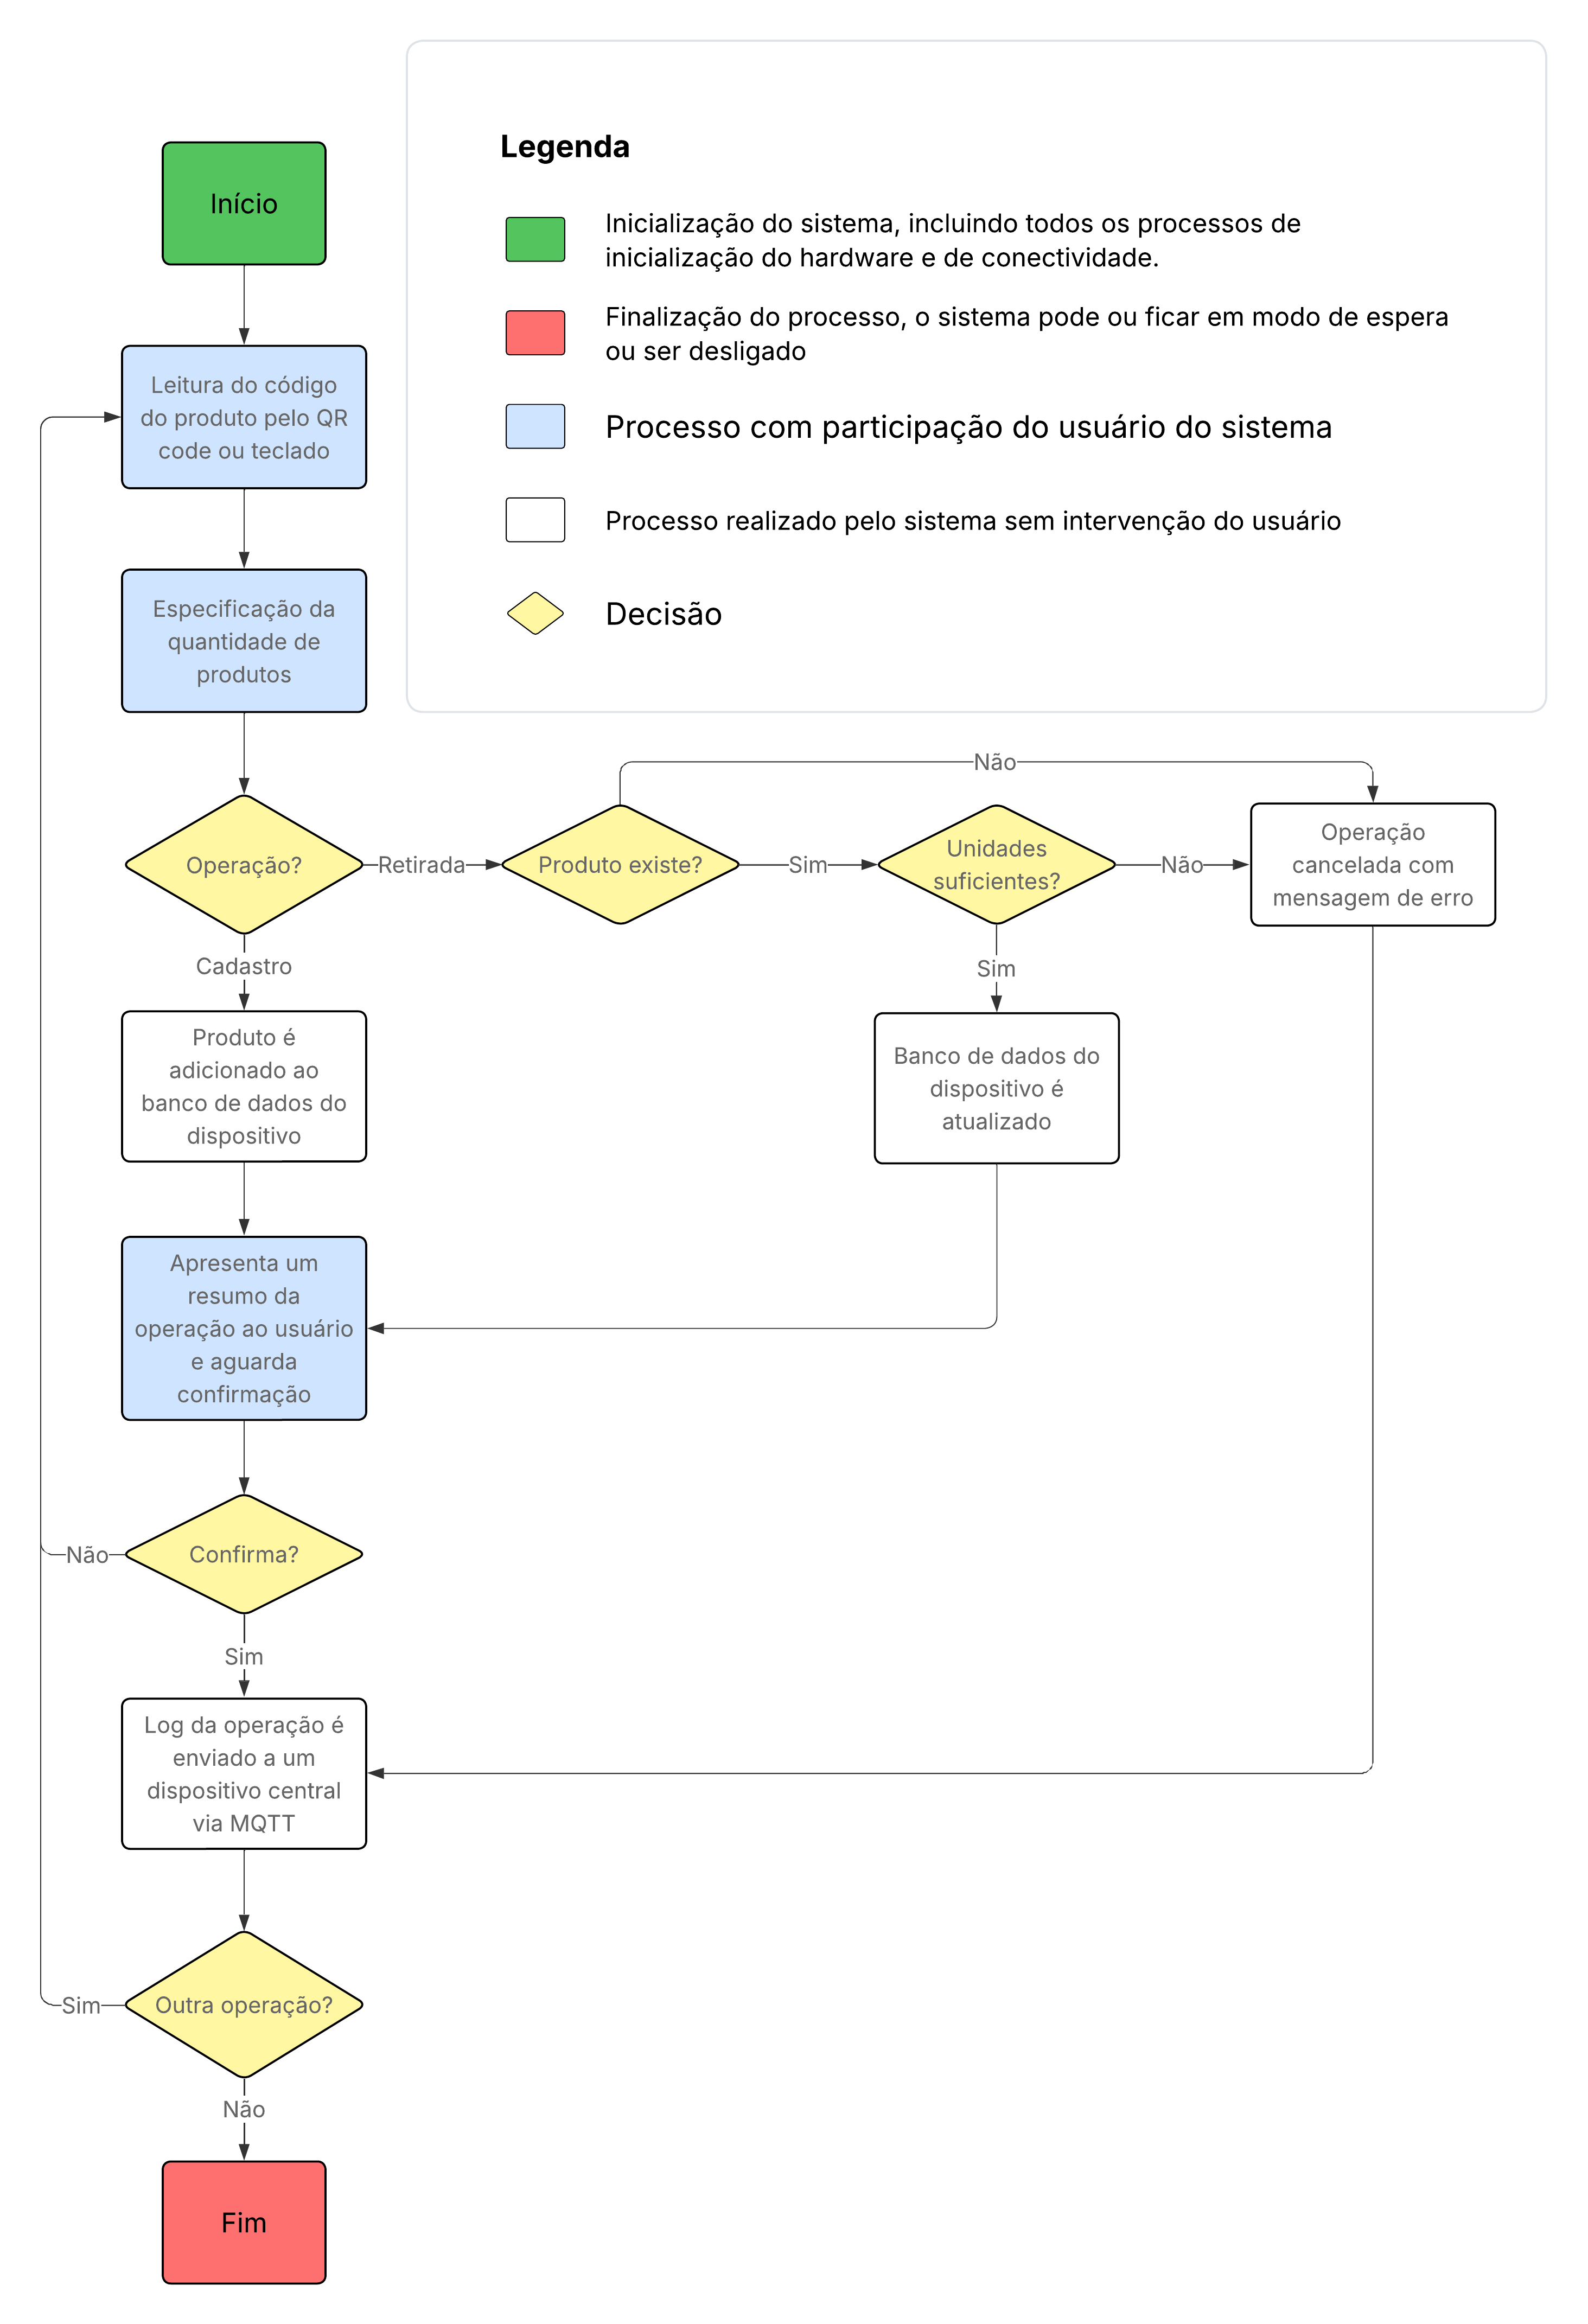 Legenda
Inicialização do sistema, incluindo todos os processos de
inicialização do hardware e de conectividade.
Finalização do processo, o sistema pode ou ficar em modo de espera
ou ser desligado
Processo com participação do usuário do sistema
Processo realizado pelo sistema sem intervenção do usuário
Decisão
Início
Leitura do código
do produto pelo QR
code ou teclado
Especificação da
quantidade de
produtos
Operação?
Retirada
Produto existe?
Sim
Unidades
suficientes?
Não
Não
Operação
cancelada com
mensagem de erro
Cadastro
Sim
Produto é
adicionado ao
banco de dados do
dispositivo
Banco de dados do
dispositivo é
atualizado
Apresenta um
resumo da
operação ao usuário
e aguarda
confirmação
Confirma?
Não
Sim
Log da operação é
enviado a um
dispositivo central
via MQTT
Outra operação?
Sim
Não
Fim